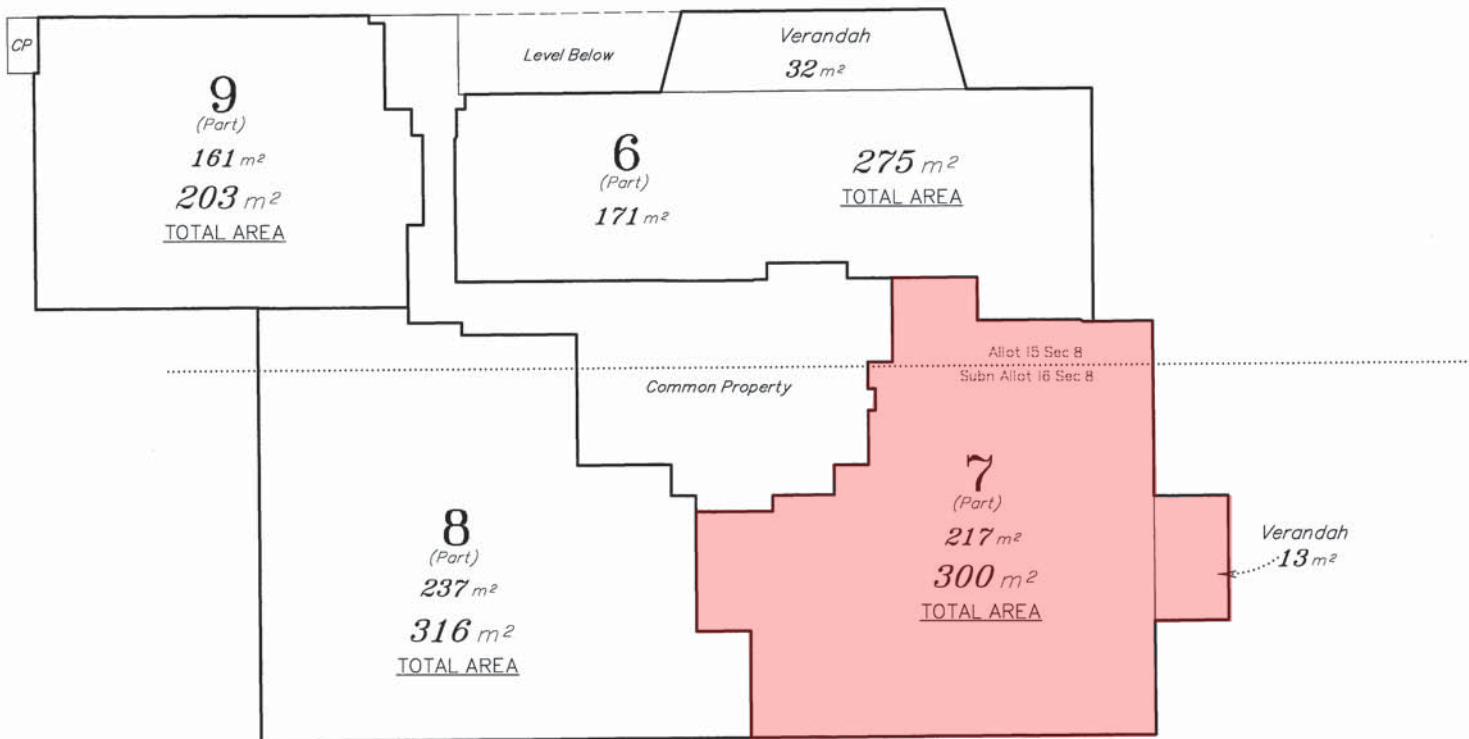 CP
9
(Part)
161 m²
203 m²
TOTAL AREA
Level Below
Verandah
32 m²
6
(Part)
171 m²
275 m²
TOTAL AREA
Allot 15 Sec 8
Subn Allot 16 Sec 8
Common Property
8
(Part)
237 m²
316 m²
TOTAL AREA
7
(Part)
217 m²
300 m²
TOTAL AREA
Verandah
13 m²